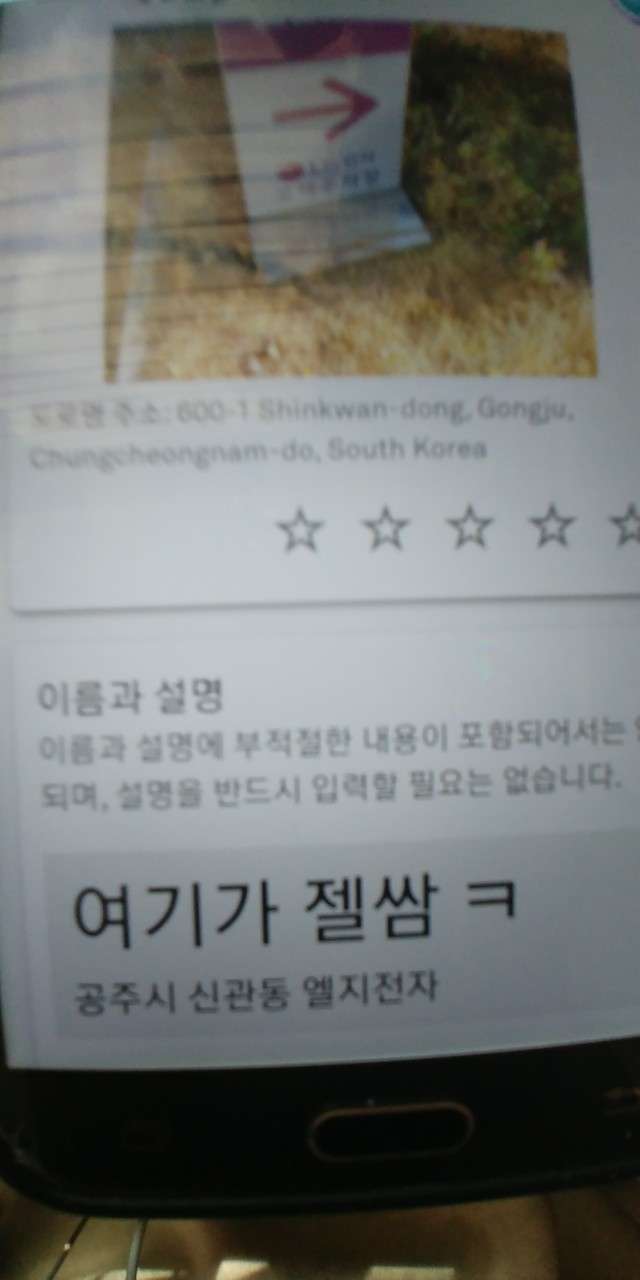 도로명 주소: 600-1 Shinkwan-dong, Gongju,
Chungcheongnam-do, South Korea
이름과 설명
이름과 설명에 부적절한 내용이 포함되어서는
되며, 설명을 반드시 입력할 필요는 없습니다.
여기가 젤쌈 ㅋ
공주시 신관동 엘지전자